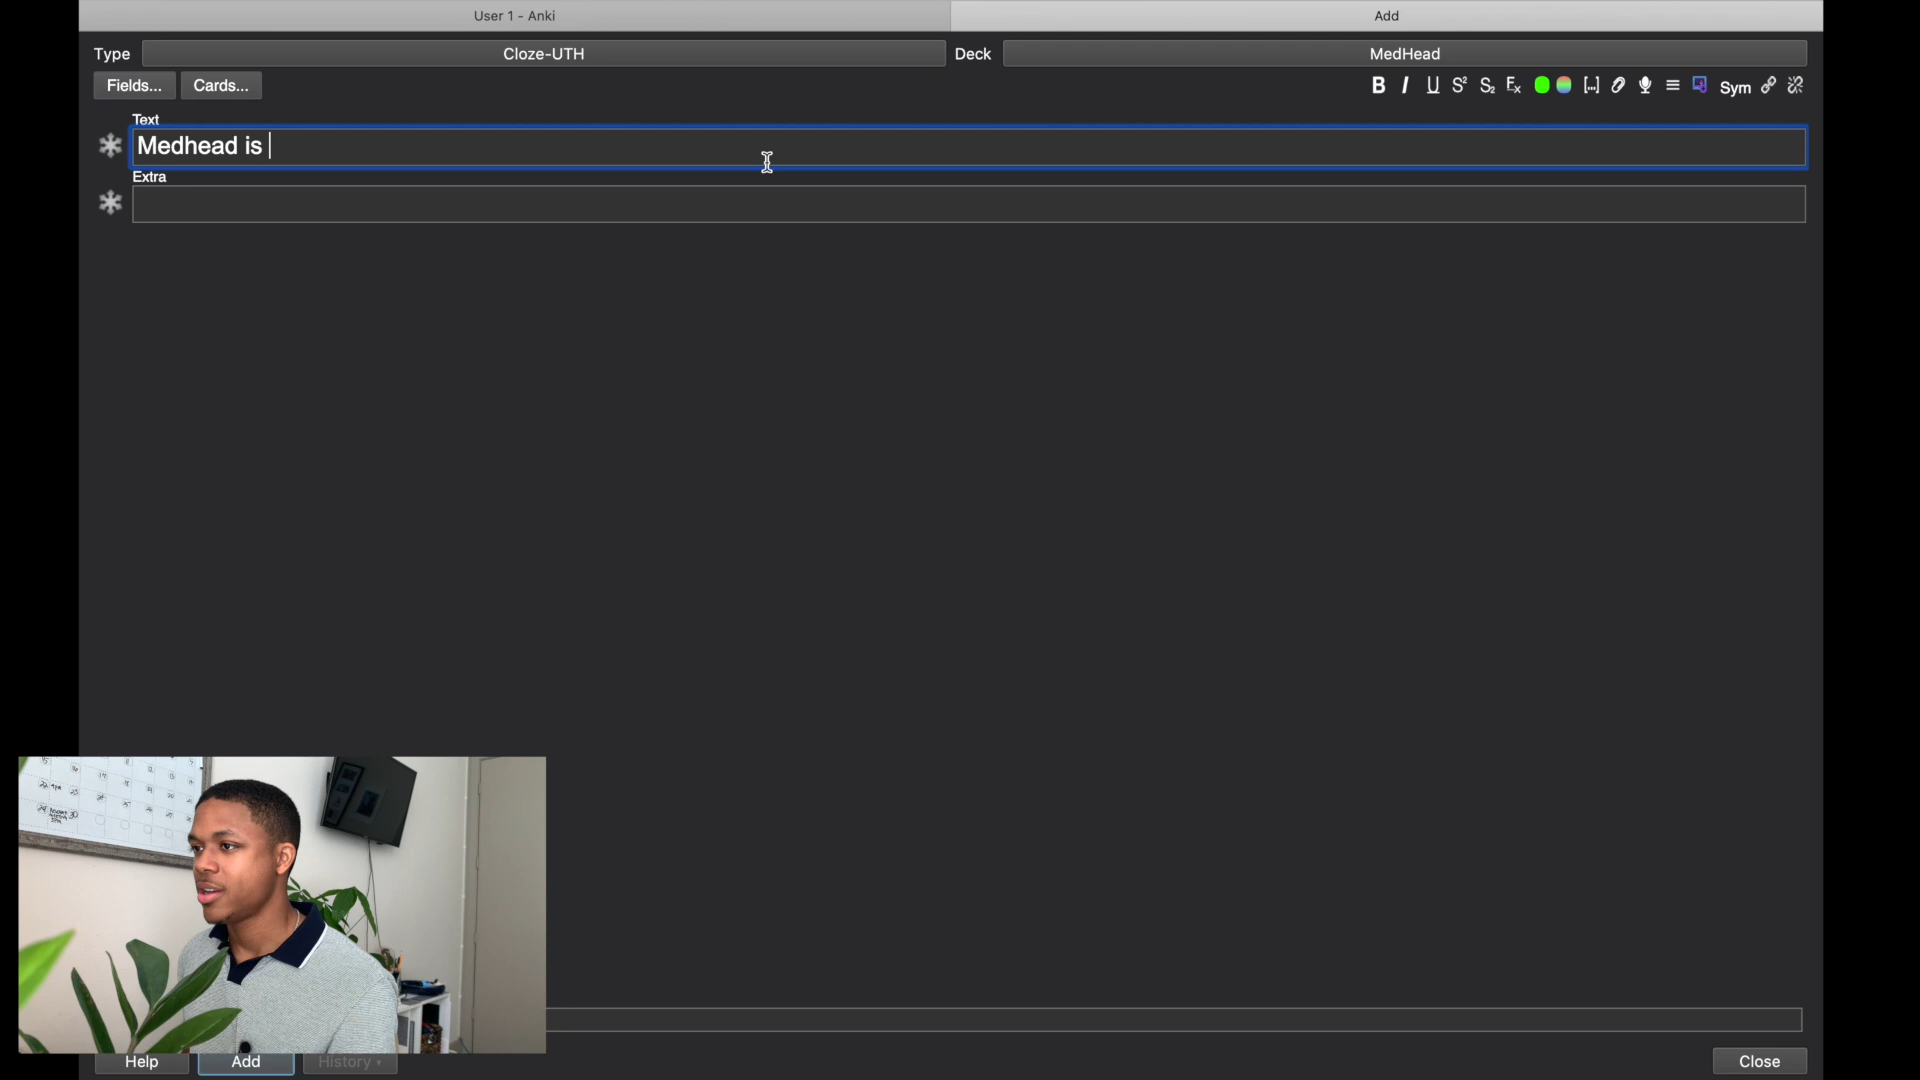 User 1 - Anki
Add
Type
Cloze-UTH
Deck
MedHead
Fields...
Cards...
Sym
Text
Medhead is
Extra
Help
Add
History
Close